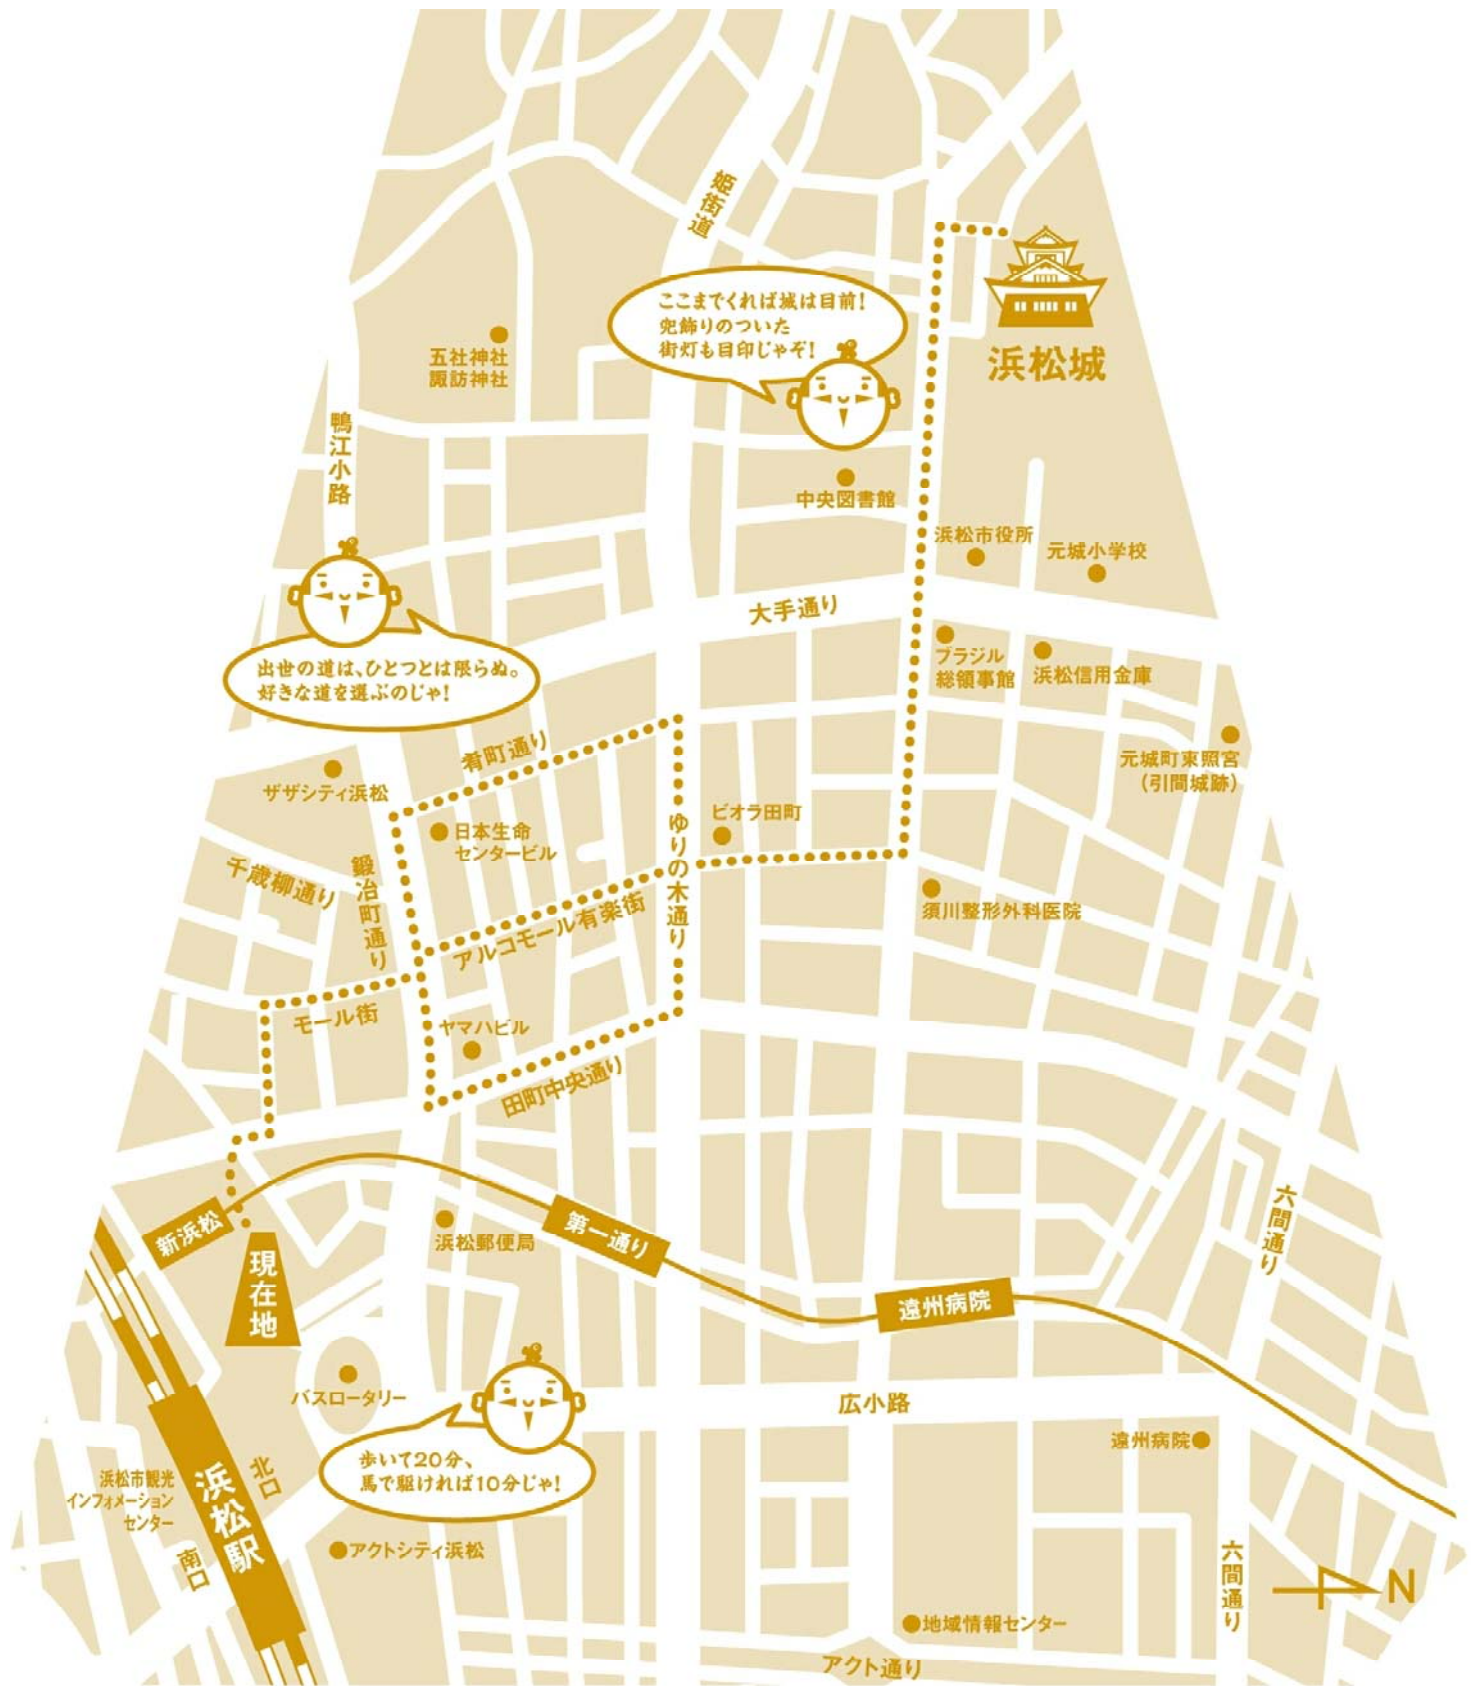 姫街道
ここまでくれば城は目前!
兜飾りのついた
街灯も目印じゃぞ!
浜松城
五社神社
諏訪神社
鴨江小路
中央図書館
浜松市役所
元城小学校
大手通り
ブラジル
総領事館
浜松信用金庫
出世の道は、ひとつとは限らぬ。
好きな道を選ぶのじゃ!
元城町東照宮
(引間城跡)
肴町通り
ザザシティ浜松
日本生命
センタービル
ビオラ田町
ゆりの木通り
千歳柳通り
鍛冶町通り
アルコモール有楽街
須川整形外科医院
モール街
ヤマハビル
田町中央通り
六間通り
新浜松
浜松郵便局
第一通り
現在地
遠州病院
バスロータリー
広小路
歩いて20分、
馬で駆ければ10分じゃ!
遠州病院
浜松市観光
インフォメーション
センター
北口
浜松駅
南口
アクトシティ浜松
六間通り
N
地域情報センター
アクト通り